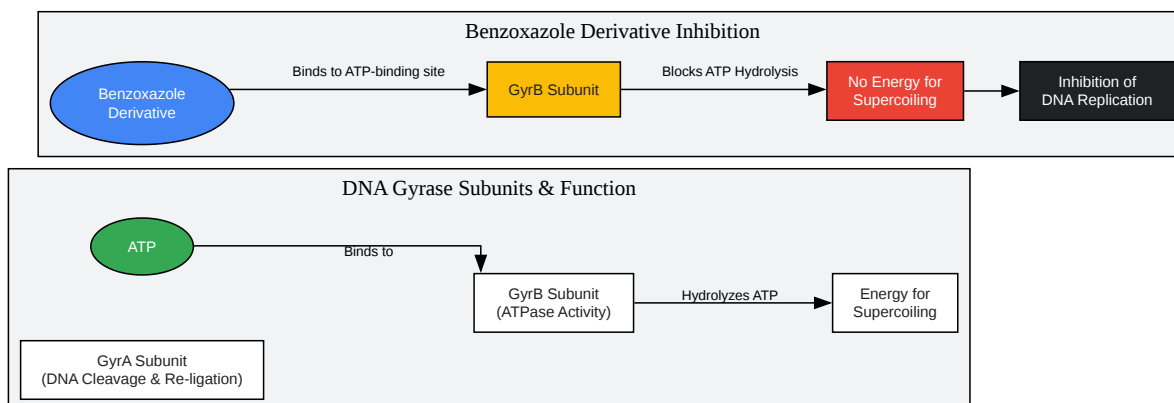 Benzoxazole Derivative Inhibition
Benzoxazole
Derivative
Binds to ATP-binding site
GyrB Subunit
Blocks ATP Hydrolysis
No Energy for
Supercoiling
Inhibition of
DNA Replication
DNA Gyrase Subunits & Function
ATP
Binds to
GyrB Subunit
(ATPase Activity)
Hydrolyzes ATP
Energy for
Supercoiling
GyrA Subunit
(DNA Cleavage & Re-ligation)